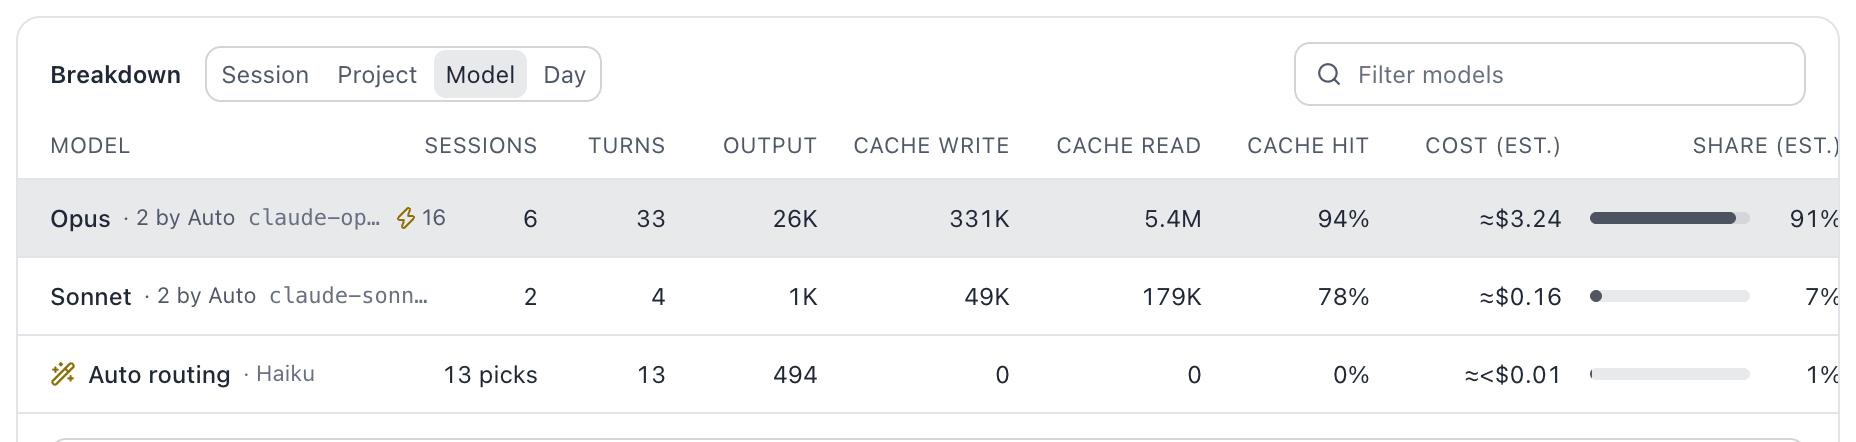 Breakdown Session Project Model Day Filter models
MODEL SESSIONS TURNS OUTPUT CACHE WRITE CACHE READ CACHE HIT COST (EST.) SHARE (EST.)
Opus · 2 by Auto claude-op… 16 6 33 26K 331K 5.4M 94% ≈$3.24 91%
Sonnet · 2 by Auto claude-sonn… 2 4 1K 49K 179K 78% ≈$0.16 7%
Auto routing · Haiku 13 picks 13 494 0 0 0% ≈<$0.01 1%